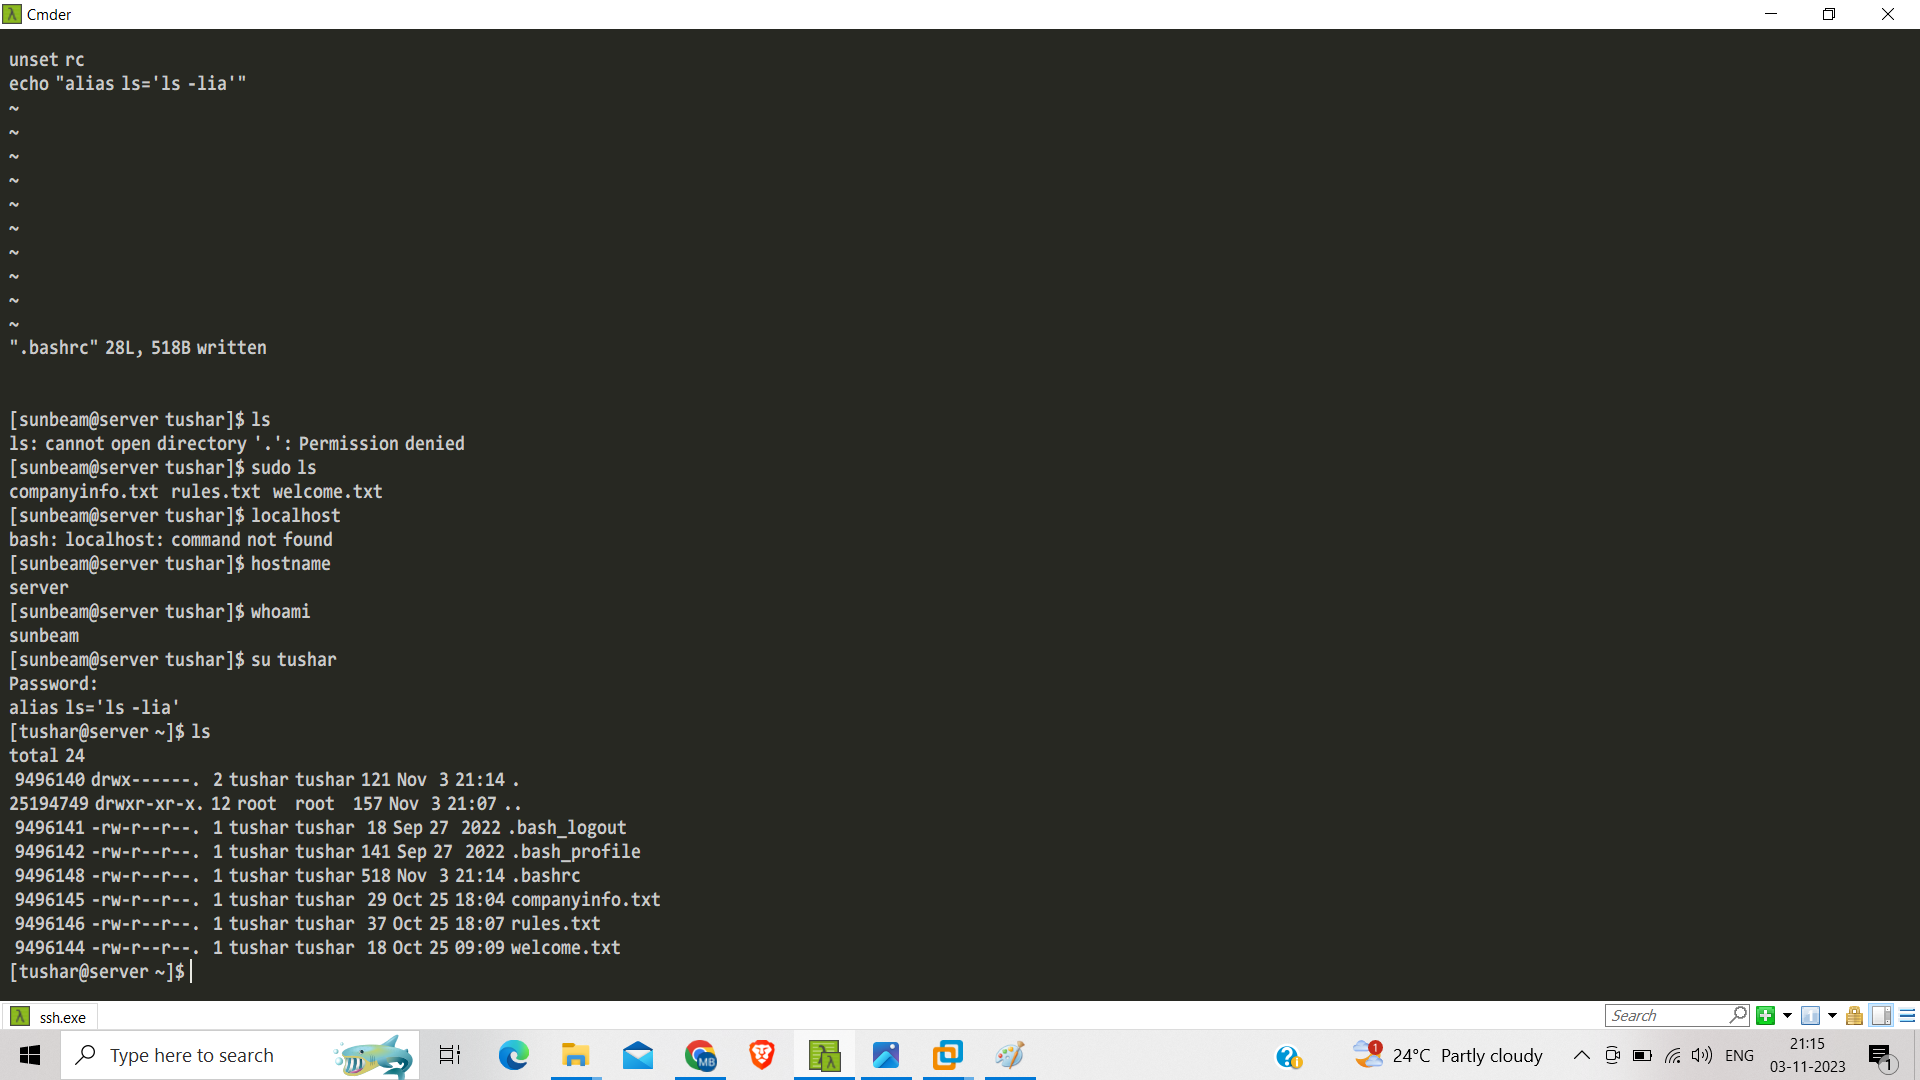 Cmder
unset rc
echo "alias ls='ls -lia'"
~
~
~
~
~
~
~
~
~
~
".bashrc" 28L, 518B written
[sunbeam@server tushar]$ ls
ls: cannot open directory '.': Permission denied
[sunbeam@server tushar]$ sudo ls
companyinfo.txt  rules.txt  welcome.txt
[sunbeam@server tushar]$ localhost
bash: localhost: command not found
[sunbeam@server tushar]$ hostname
server
[sunbeam@server tushar]$ whoami
sunbeam
[sunbeam@server tushar]$ su tushar
Password:
alias ls='ls -lia'
[tushar@server ~]$ ls
total 24
 9496140 drwx------.  2 tushar tushar 121 Nov  3 21:14 .
25194749 drwxr-xr-x. 12 root   root   157 Nov  3 21:07 ..
 9496141 -rw-r--r--.  1 tushar tushar  18 Sep 27  2022 .bash_logout
 9496142 -rw-r--r--.  1 tushar tushar 141 Sep 27  2022 .bash_profile
 9496148 -rw-r--r--.  1 tushar tushar 518 Nov  3 21:14 .bashrc
 9496145 -rw-r--r--.  1 tushar tushar  29 Oct 25 18:04 companyinfo.txt
 9496146 -rw-r--r--.  1 tushar tushar  37 Oct 25 18:07 rules.txt
 9496144 -rw-r--r--.  1 tushar tushar  18 Oct 25 09:09 welcome.txt
[tushar@server ~]$
ssh.exe
Search
Type here to search
MB
1
24°C Partly cloudy
ENG
21:15
03-11-2023
1